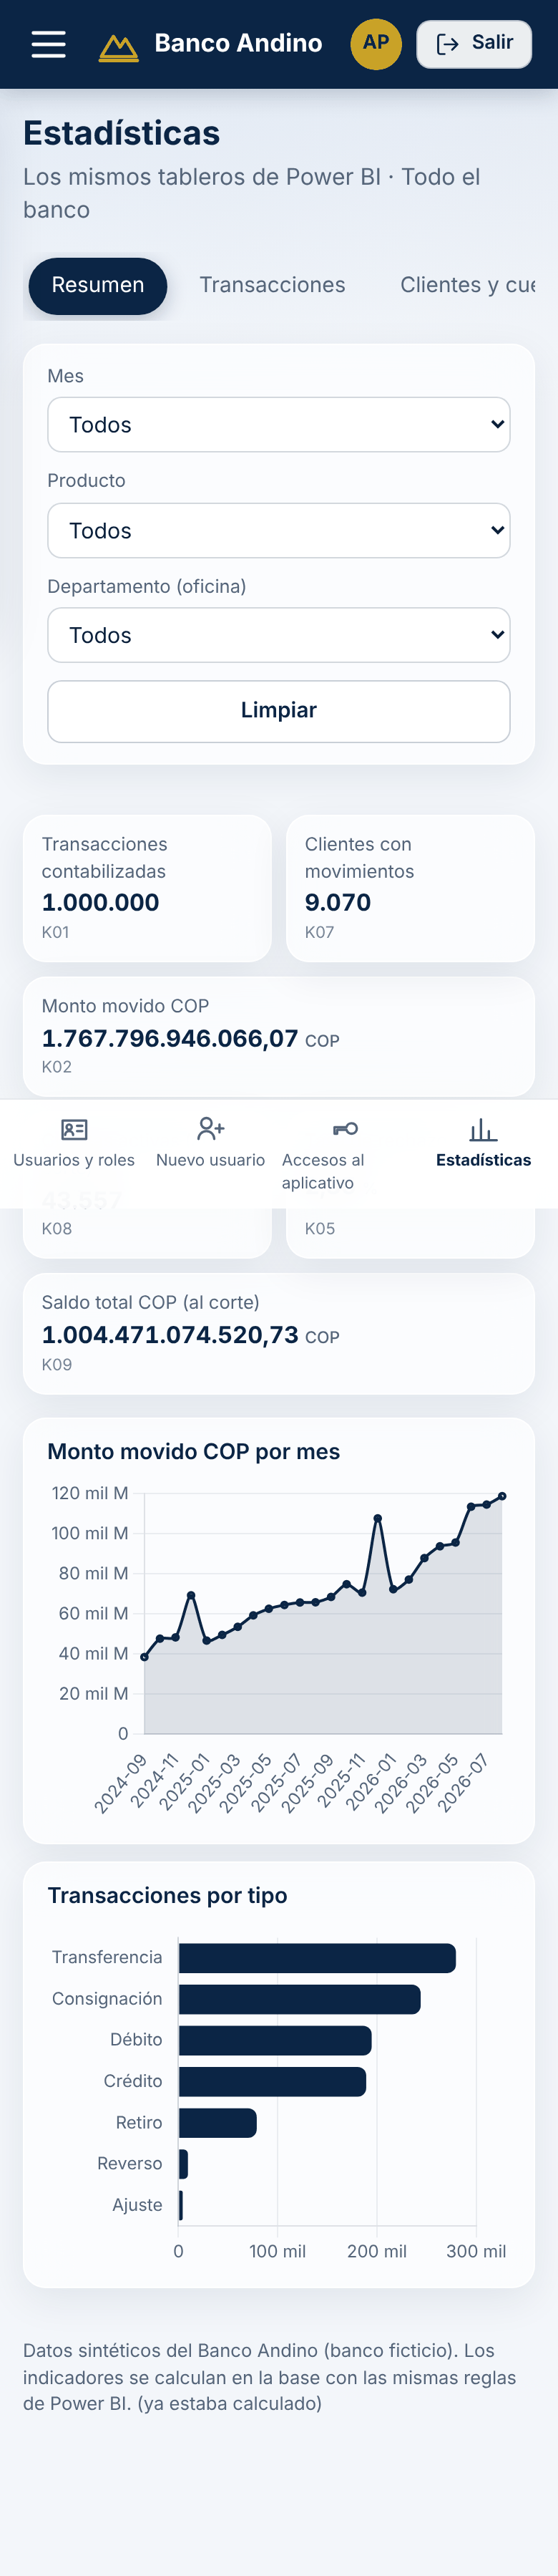 Banco Andino
AP
Salir
Estadísticas
Los mismos tableros de Power BI · Todo el
banco
Resumen
Transacciones
Clientes y cue
Mes
Todos
Producto
Todos
Departamento (oficina)
Todos
Limpiar
Transacciones
contabilizadas
1.000.000
K01
Clientes con
movimientos
9.070
K07
Monto movido COP
1.767.796.946.066,07 COP
K02
Usuarios y roles
Nuevo usuario
Accesos al
aplicativo
Estadísticas
43,557
K08
K05
Saldo total COP (al corte)
1.004.471.074.520,73 COP
K09
Monto movido COP por mes
120 mil M
100 mil M
80 mil M
60 mil M
40 mil M
20 mil M
0
2024-09
2024-11
2025-01
2025-03
2025-05
2025-07
2025-09
2025-11
2026-01
2026-03
2026-05
2026-07
Transacciones por tipo
Transferencia
Consignación
Débito
Crédito
Retiro
Reverso
Ajuste
0
100 mil
200 mil
300 mil
Datos sintéticos del Banco Andino (banco ficticio). Los
indicadores se calculan en la base con las mismas reglas
de Power BI. (ya estaba calculado)